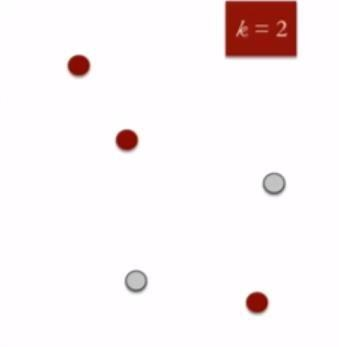 k = 2